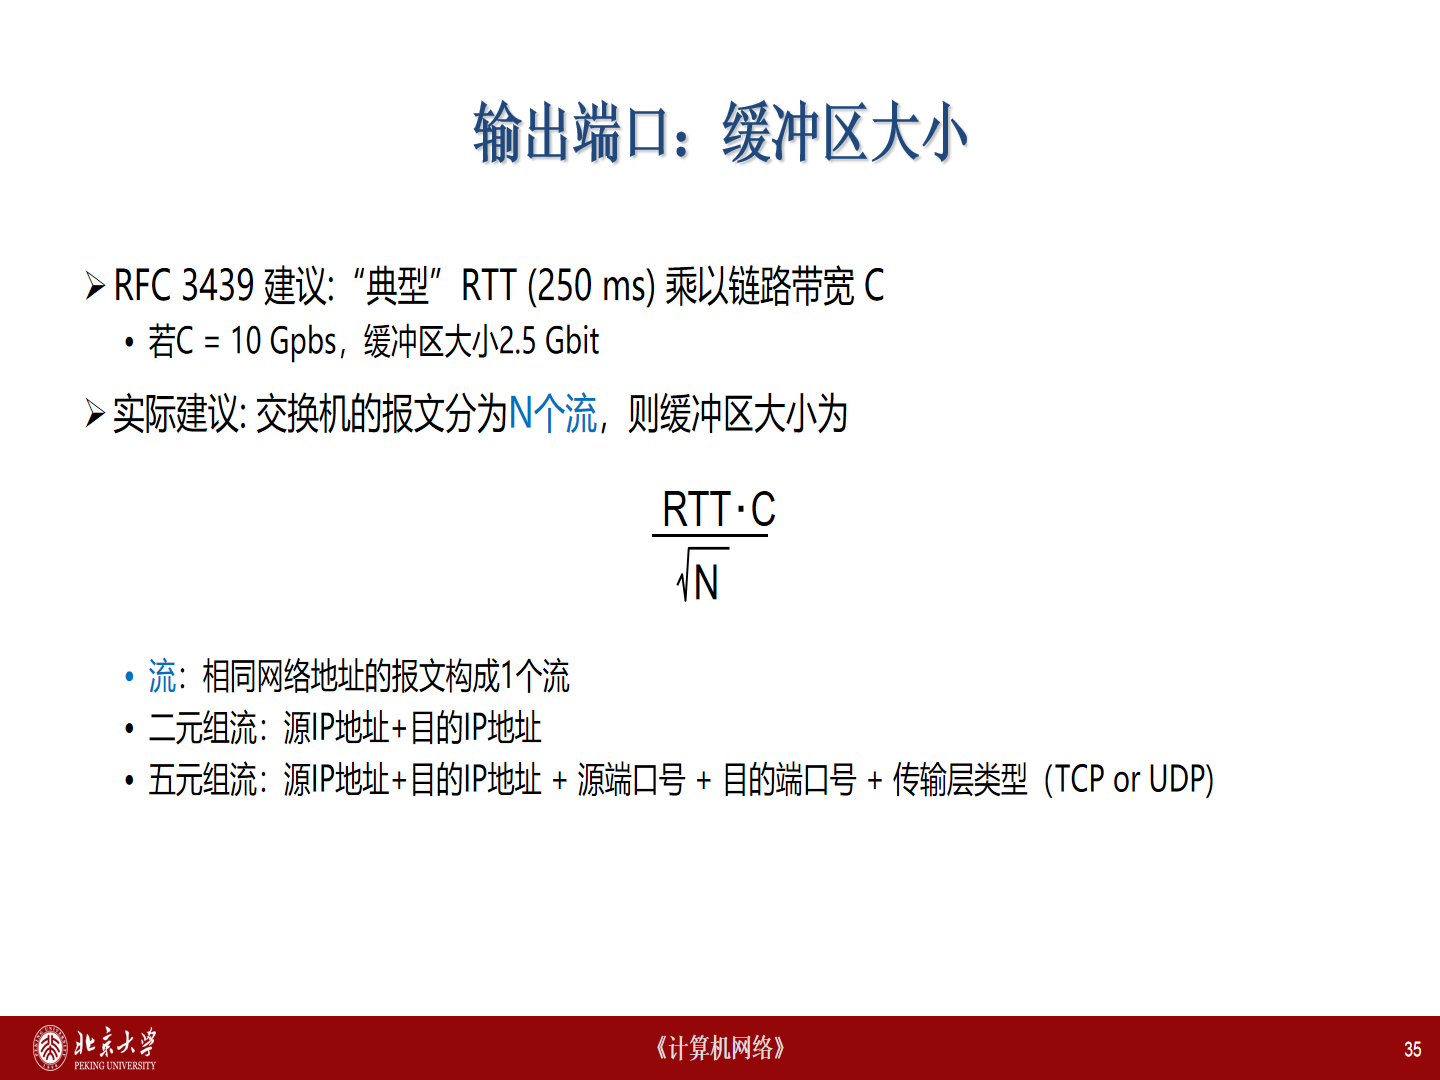 输出端口：缓冲区大小
➢RFC 3439 建议:“典型”RTT (250 ms) 乘以链路带宽 C
• 若C = 10 Gpbs，缓冲区大小2.5 Gbit
➢实际建议: 交换机的报文分为N个流，则缓冲区大小为
RTT·C
√N
• 流：相同网络地址的报文构成1个流
• 二元组流：源IP地址+目的IP地址
• 五元组流：源IP地址+目的IP地址 + 源端口号 + 目的端口号 + 传输层类型（TCP or UDP)
北京大学
PEKING UNIVERSITY
《计算机网络》
35